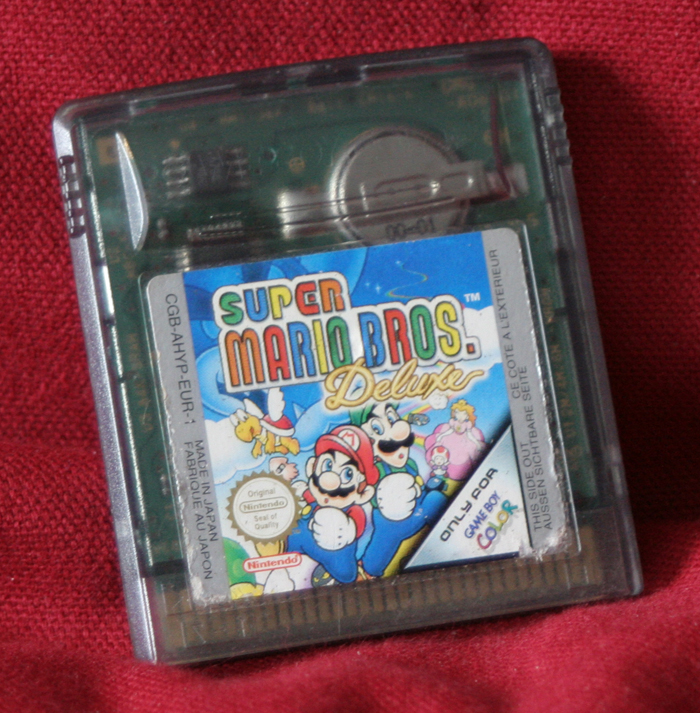 00-01
SUPER
MARIO BROS.
TM
Deluxe
CGB-AHYP-EUR-1
MADE IN JAPAN
FABRIQUÉ AU JAPON
Original
Nintendo
Seal of
Quality
Nintendo
ONLY FOR
GAME BOY
COLOR
THIS SIDE OUT
CE COTE A L'EXTERIEUR
AUSSEN SICHTBARE SEITE